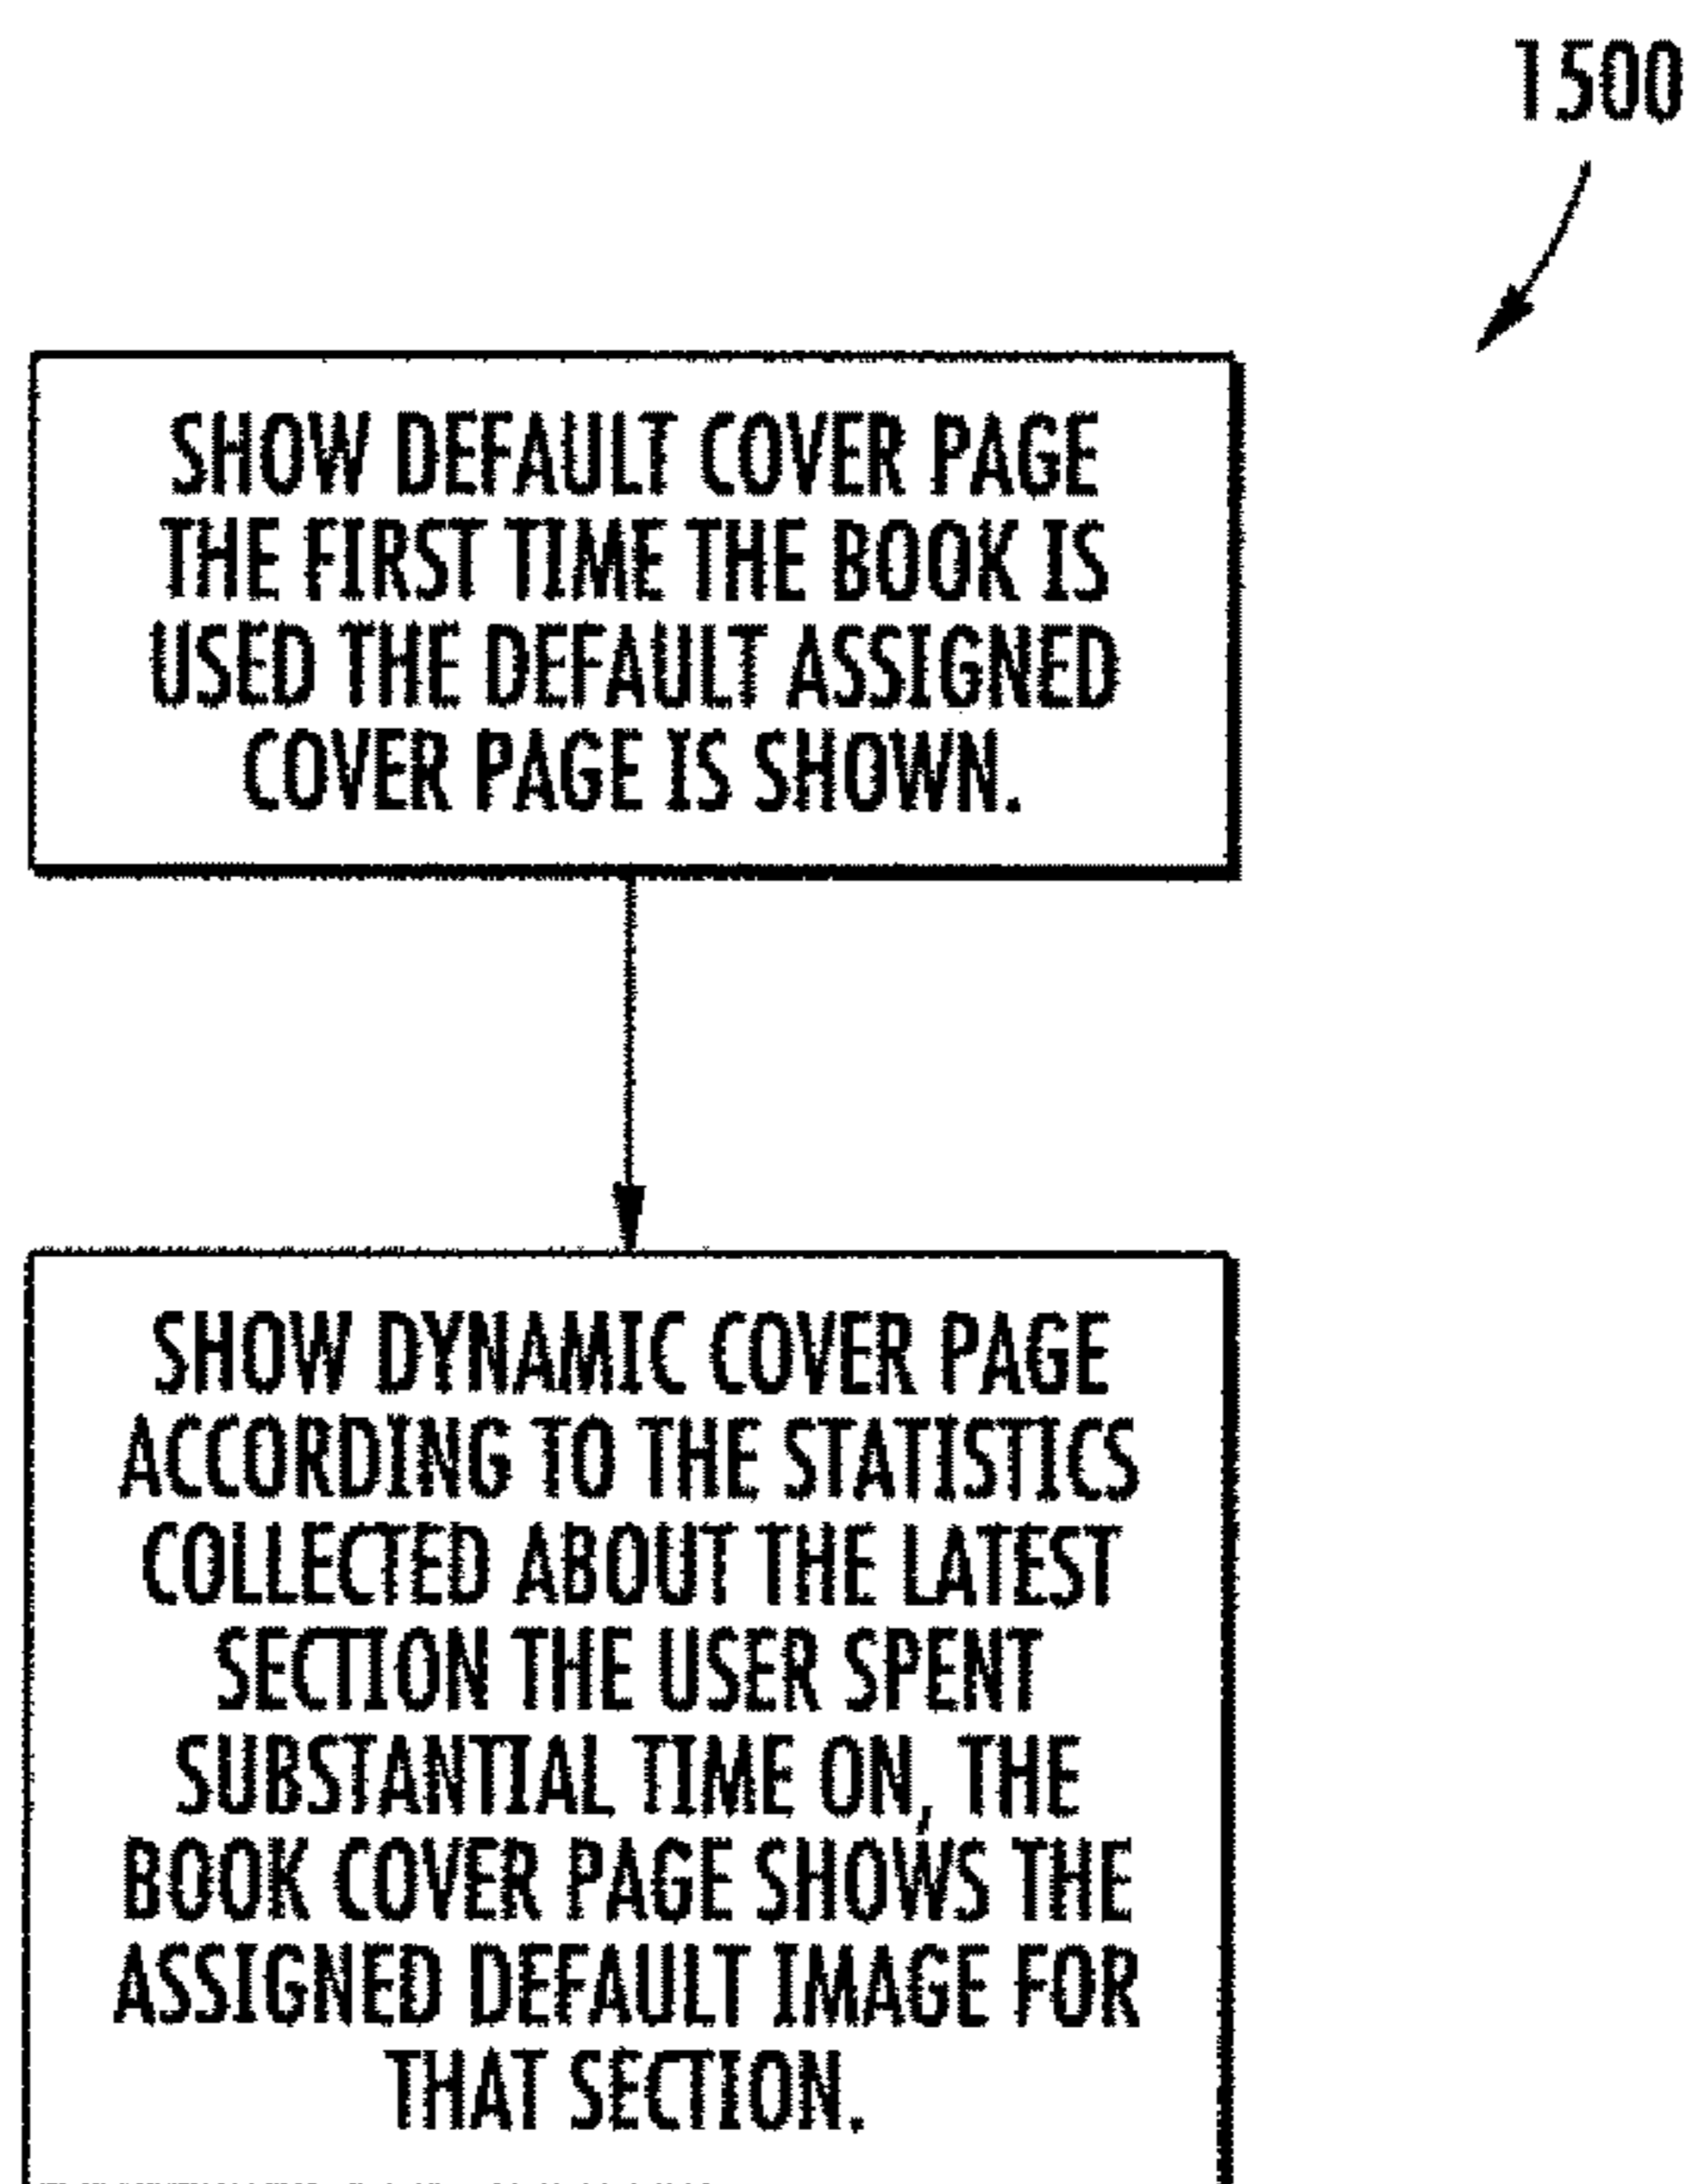 1500
SHOW DEFAULT COVER PAGE
THE FIRST TIME THE BOOK IS
USED THE DEFAULT ASSIGNED
COVER PAGE IS SHOWN.
SHOW DYNAMIC COVER PAGE
ACCORDING TO THE STATISTICS
COLLECTED ABOUT THE LATEST
SECTION THE USER SPENT
SUBSTANTIAL TIME ON, THE
BOOK COVER PAGE SHOWS THE
ASSIGNED DEFAULT IMAGE FOR
THAT SECTION.